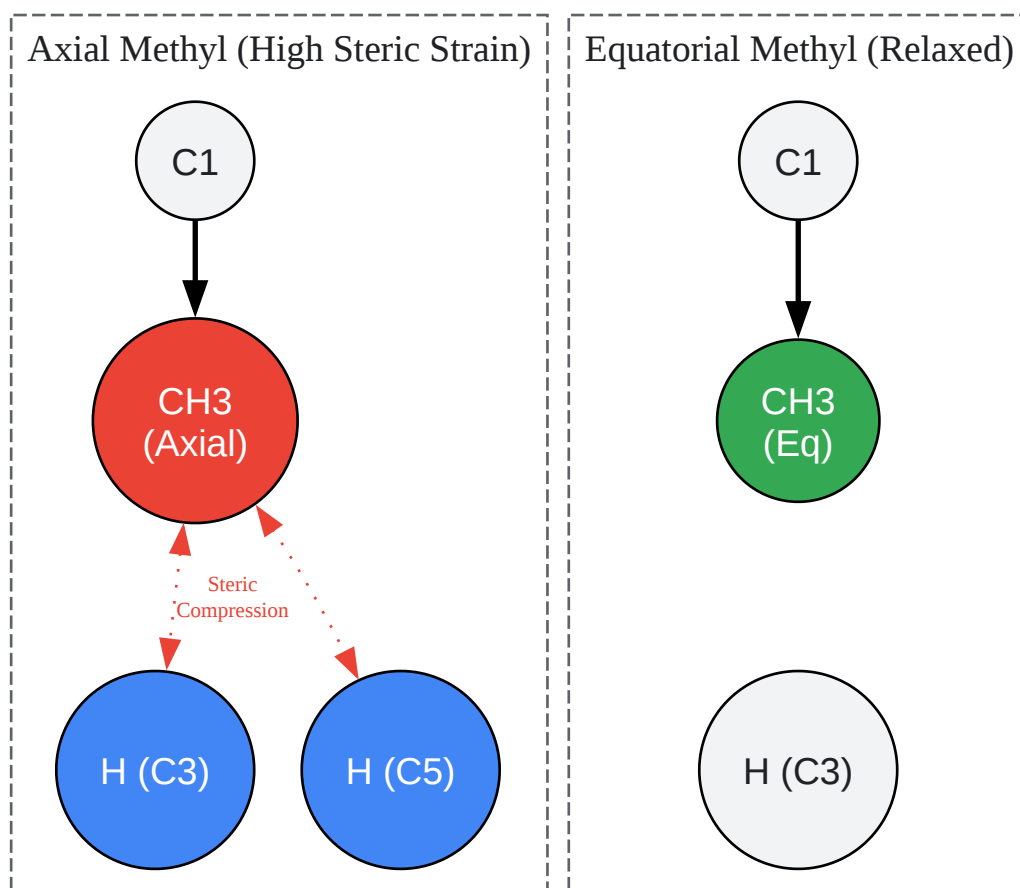 Axial Methyl (High Steric Strain)
C1
CH3
(Axial)
Steric
Compression
H (C3)
H (C5)
Equatorial Methyl (Relaxed)
C1
CH3
(Eq)
H (C3)